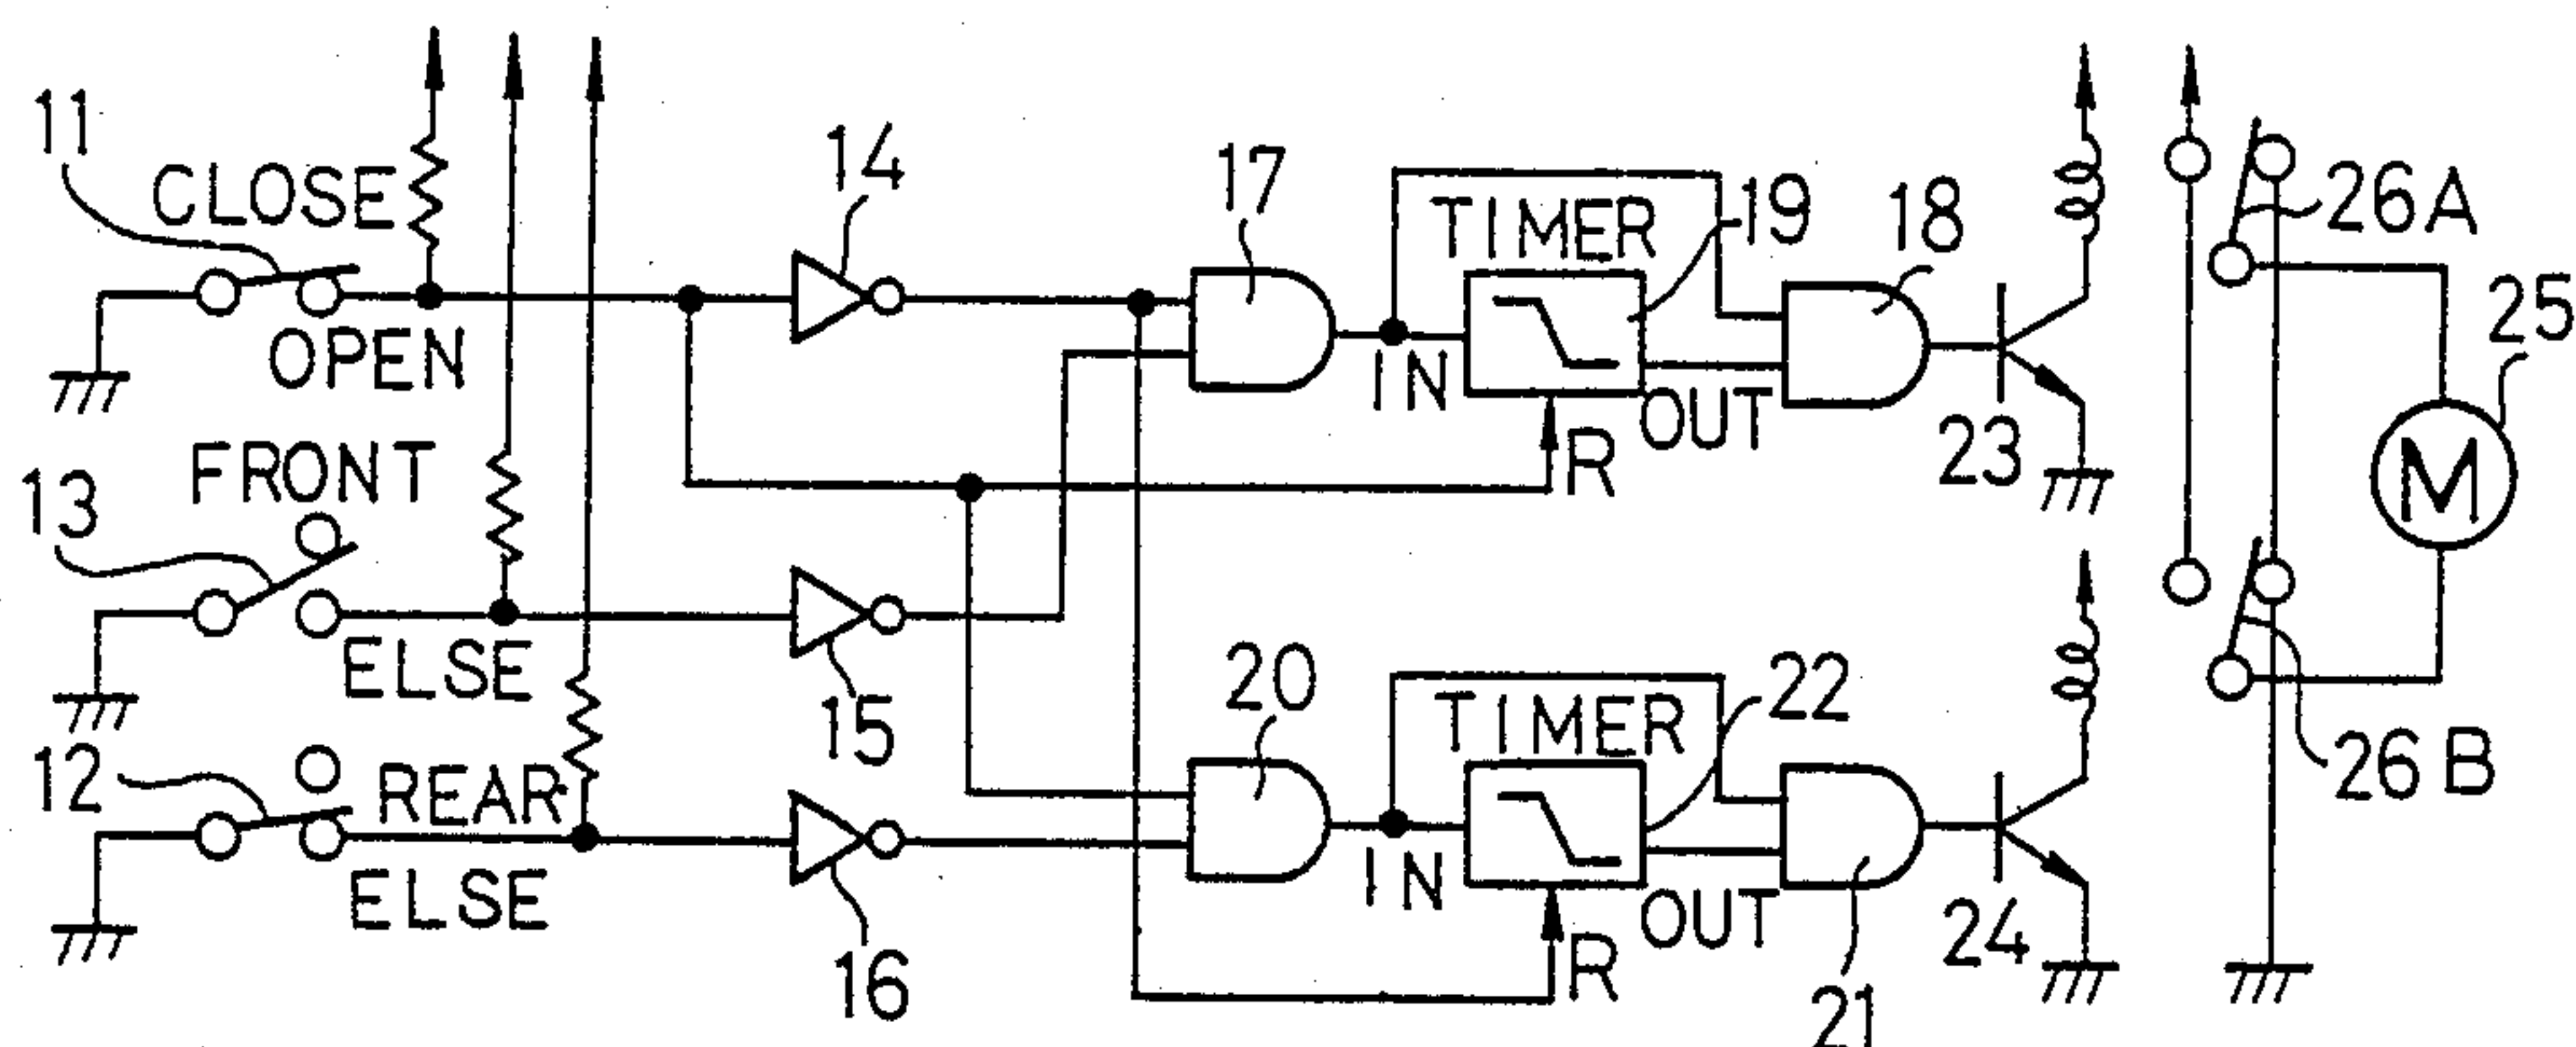 11
CLOSE
OPEN
14
17
TIMER
19
18
26A
25
IN
OUT
R
23
13
FRONT
ELSE
15
12
REAR
ELSE
16
20
TIMER
22
IN
OUT
R
21
24
26B
M